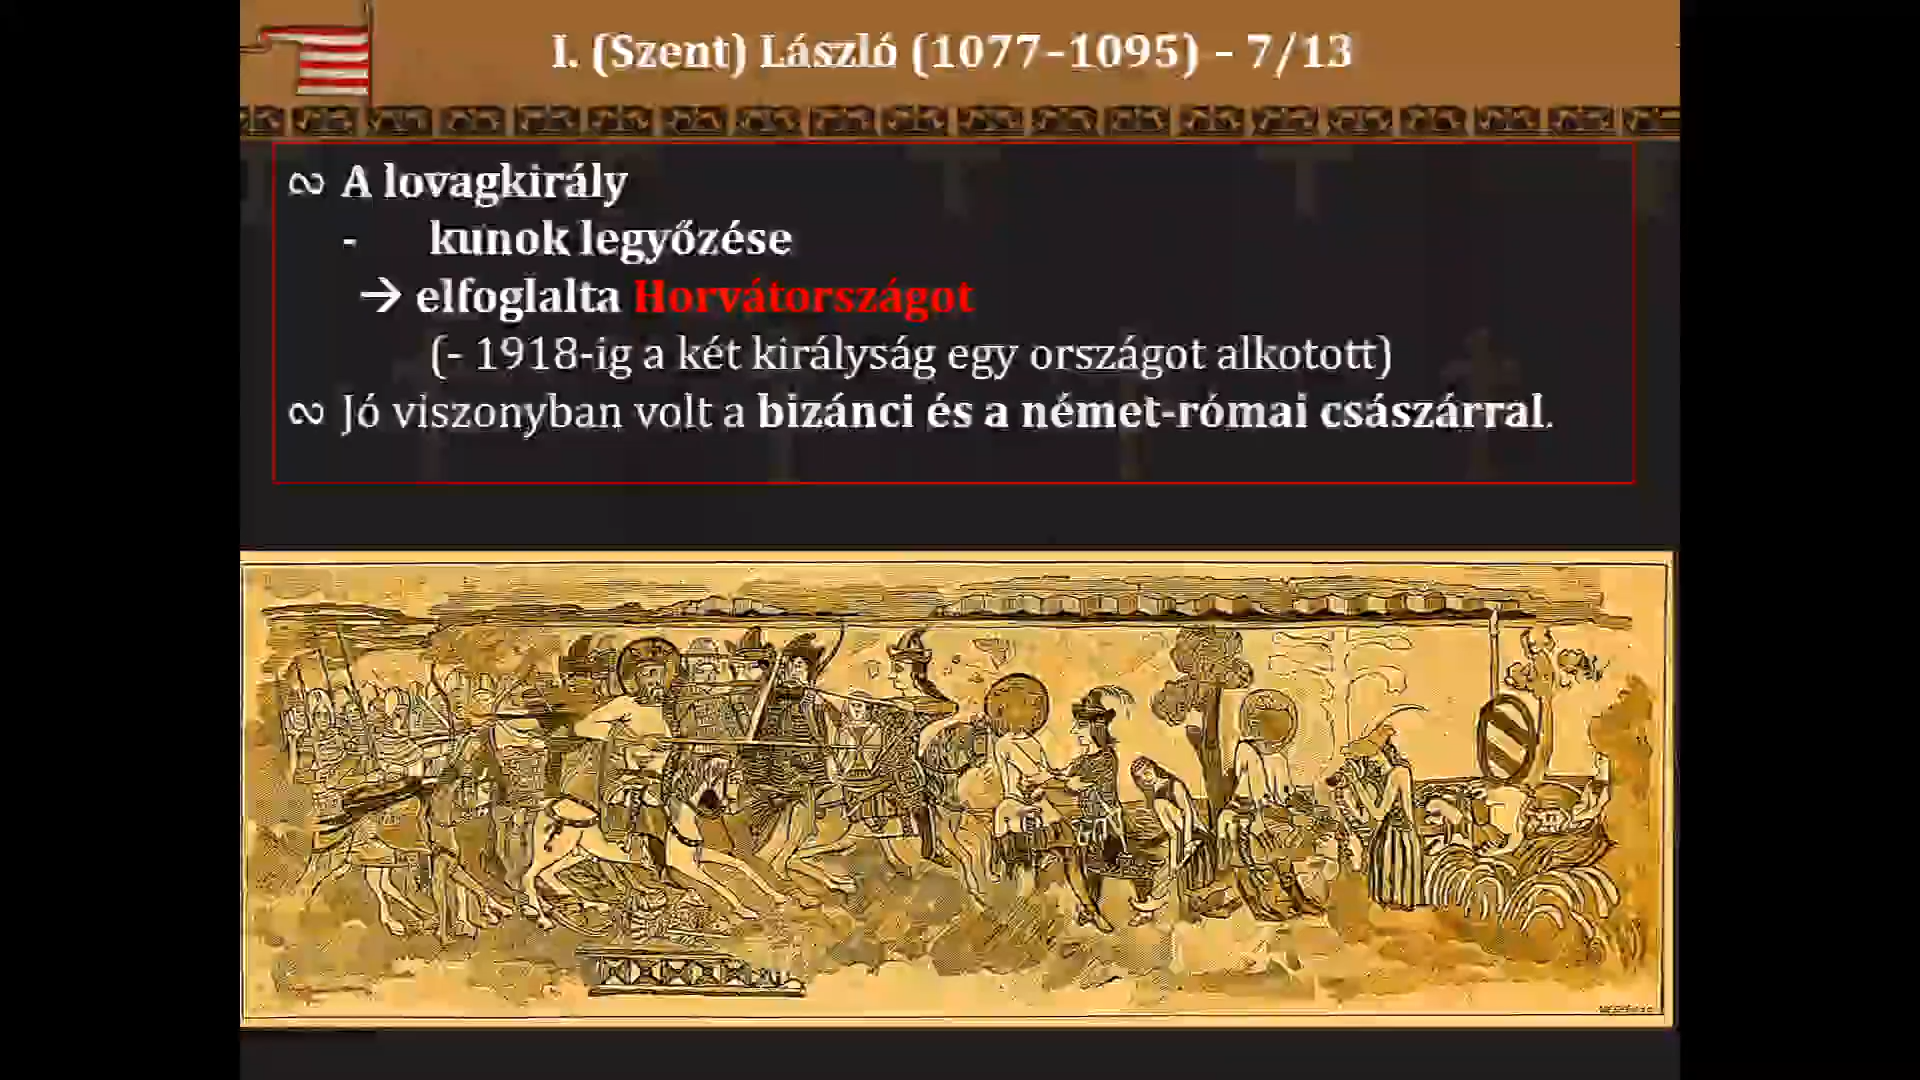 I. (Szent) László (1077–1095) – 7/13
∾ A lovagkirály
- kunok legyőzése
→ elfoglalta Horvátországot
(- 1918-ig a két királyság egy országot alkotott)
∾ Jó viszonyban volt a bizánci és a német-római császárral.